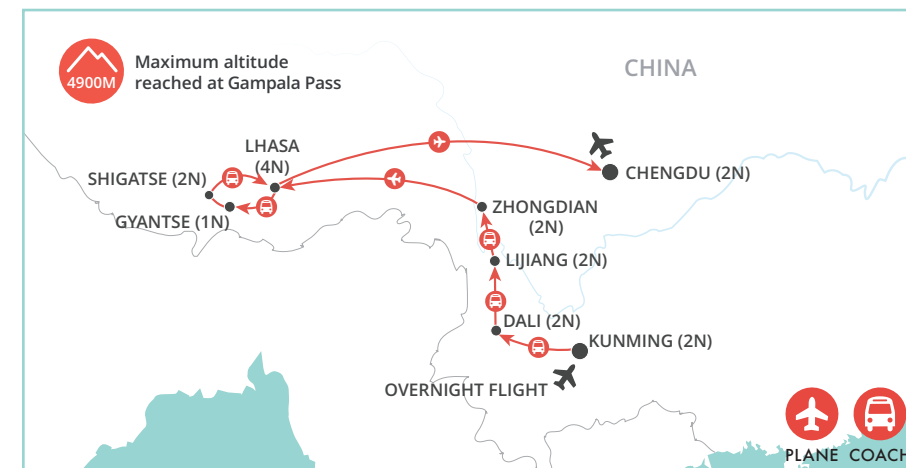 4900M
Maximum altitude
reached at Gampala Pass
CHINA
LHASA
(4N)
SHIGATSE (2N)
GYANTSE (1N)
CHENGDU (2N)
ZHONGDIAN
(2N)
LIJIANG (2N)
DALI (2N)
KUNMING (2N)
OVERNIGHT FLIGHT
PLANE
COACH